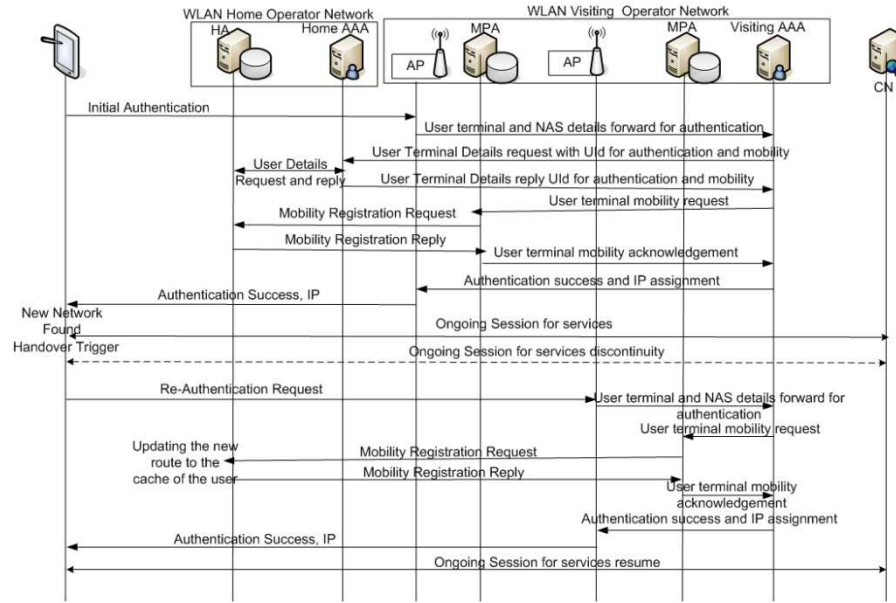 WLAN Home Operator Network
WLAN Visiting Operator Network
HA
Home AAA
AP
MPA
AP
MPA
Visiting AAA
CN
Initial Authentication
User terminal and NAS details forward for authentication
User Terminal Details request with UId for authentication and mobility
User Details
Request and reply
User Terminal Details reply UId for authentication and mobility
User terminal mobility request
Mobility Registration Request
Mobility Registration Reply
User terminal mobility acknowledgement
Authentication success and IP assignment
Authentication Success, IP
New Network
Found
Handover Trigger
Ongoing Session for services
Ongoing Session for services discontinuity
Re-Authentication Request
User terminal and NAS details forward for
authentication
User terminal mobility request
Updating the new
route to the
cache of the user
Mobility Registration Request
Mobility Registration Reply
User terminal mobility
acknowledgement
Authentication success and IP assignment
Authentication Success, IP
Ongoing Session for services resume